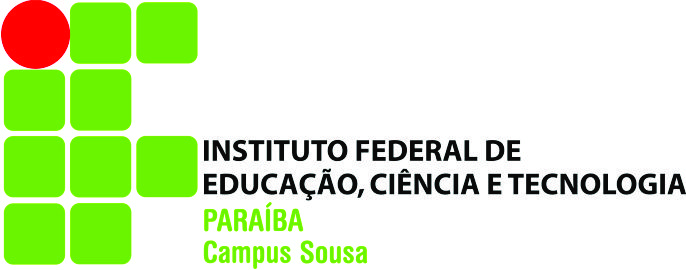 INSTITUTO FEDERAL DE
EDUCAÇÃO, CIÊNCIA E TECNOLOGIA
PARAÍBA
Campus Sousa